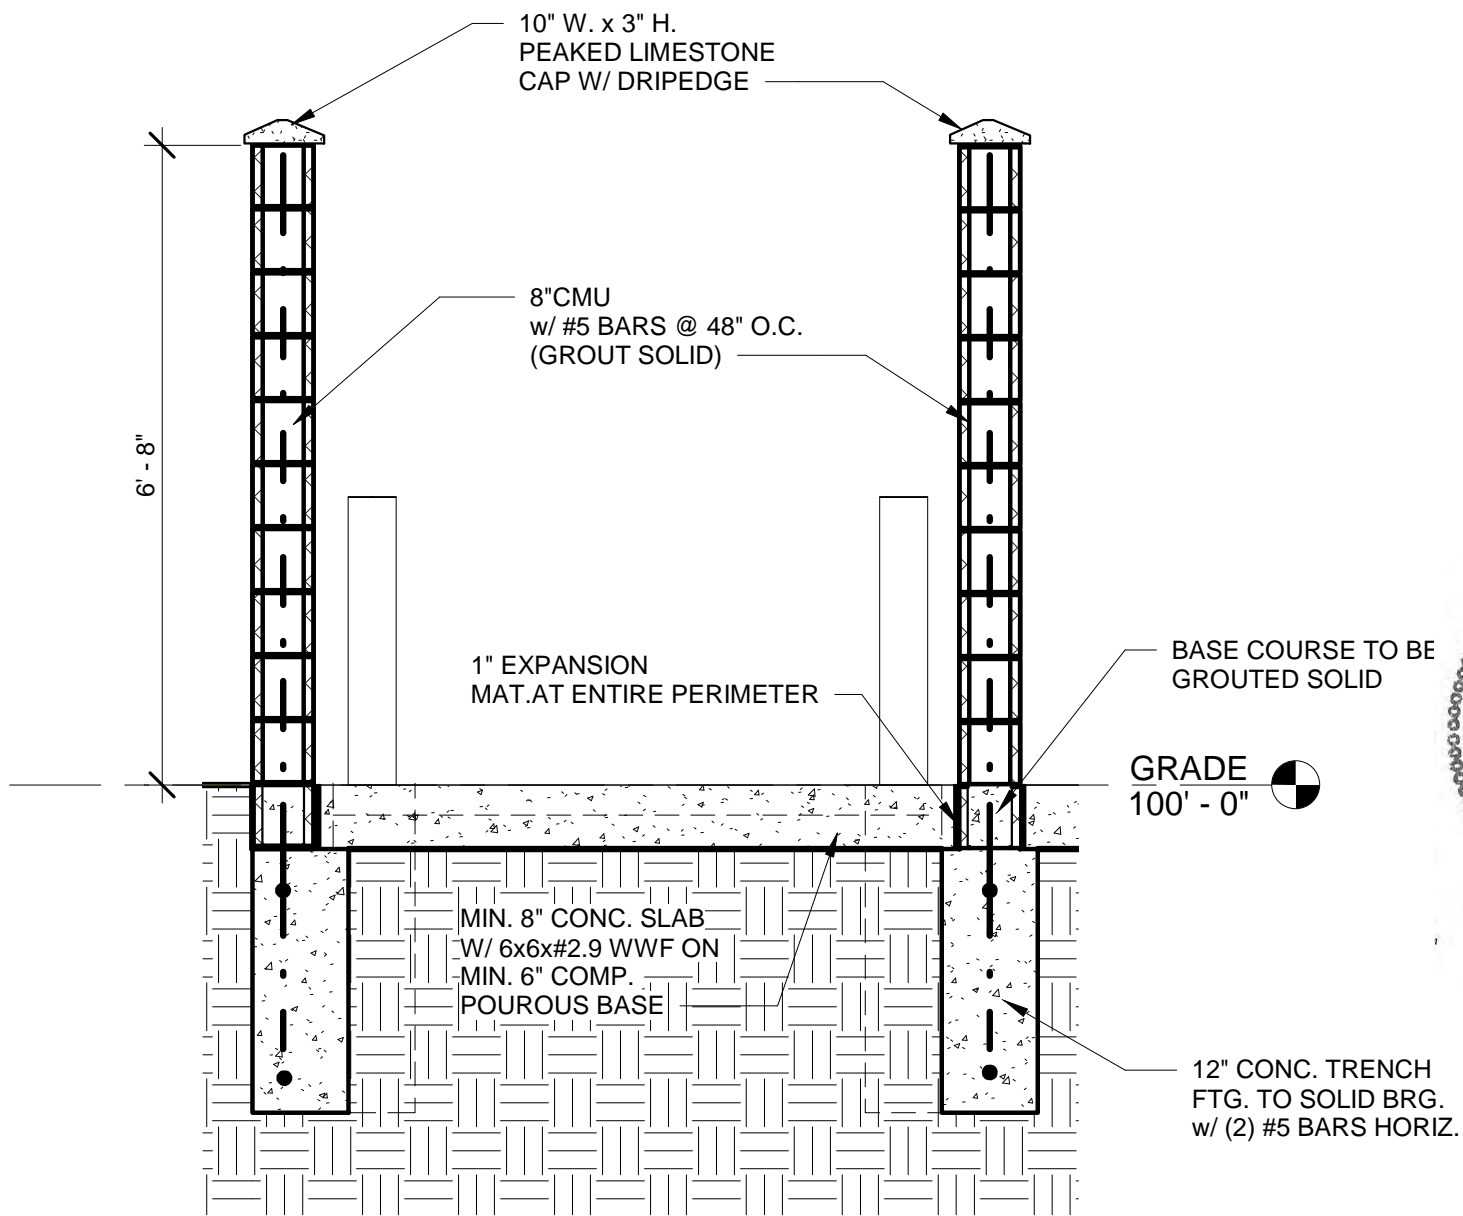 10" W. x 3" H.
PEAKED LIMESTONE
CAP W/ DRIPEDGE
8"CMU
w/ #5 BARS @ 48" O.C.
(GROUT SOLID)
6' - 8"
1" EXPANSION
MAT.AT ENTIRE PERIMETER
BASE COURSE TO BE
GROUTED SOLID
GRADE
100' - 0"
MIN. 8" CONC. SLAB
W/ 6x6x#2.9 WWF ON
MIN. 6" COMP.
POUROUS BASE
12" CONC. TRENCH
FTG. TO SOLID BRG.
w/ (2) #5 BARS HORIZ.